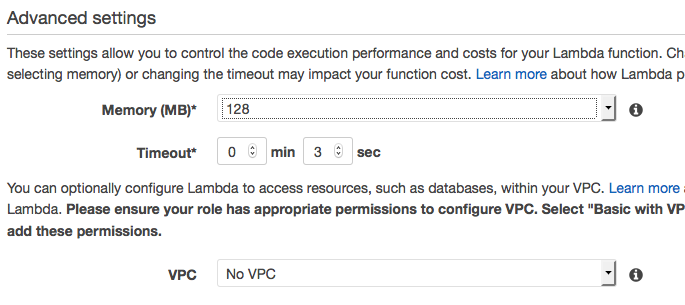 Advanced settings
These settings allow you to control the code execution performance and costs for your Lambda function. Ch
selecting memory) or changing the timeout may impact your function cost. Learn more about how Lambda p
Memory (MB)* 128
Timeout* 0 min 3 sec
You can optionally configure Lambda to access resources, such as databases, within your VPC. Learn more
Lambda. Please ensure your role has appropriate permissions to configure VPC. Select "Basic with VP
add these permissions.
VPC No VPC